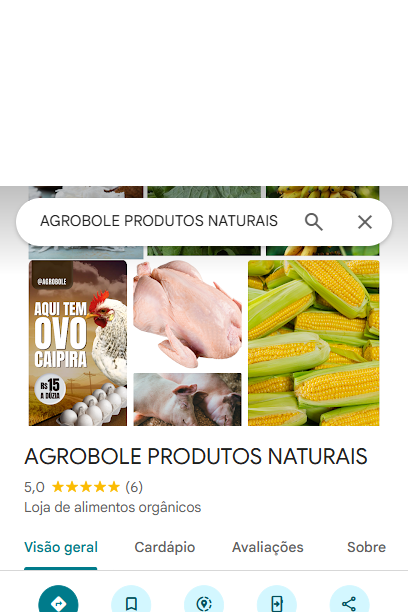 AGROBOLE PRODUTOS NATURAIS
@AGROBOLE
AQUI TEM
OVO
CAIPIRA
R$15
A DÚZIA
AGROBOLE PRODUTOS NATURAIS
5,0 (6)
Loja de alimentos orgânicos
Visão geral Cardápio Avaliações Sobre